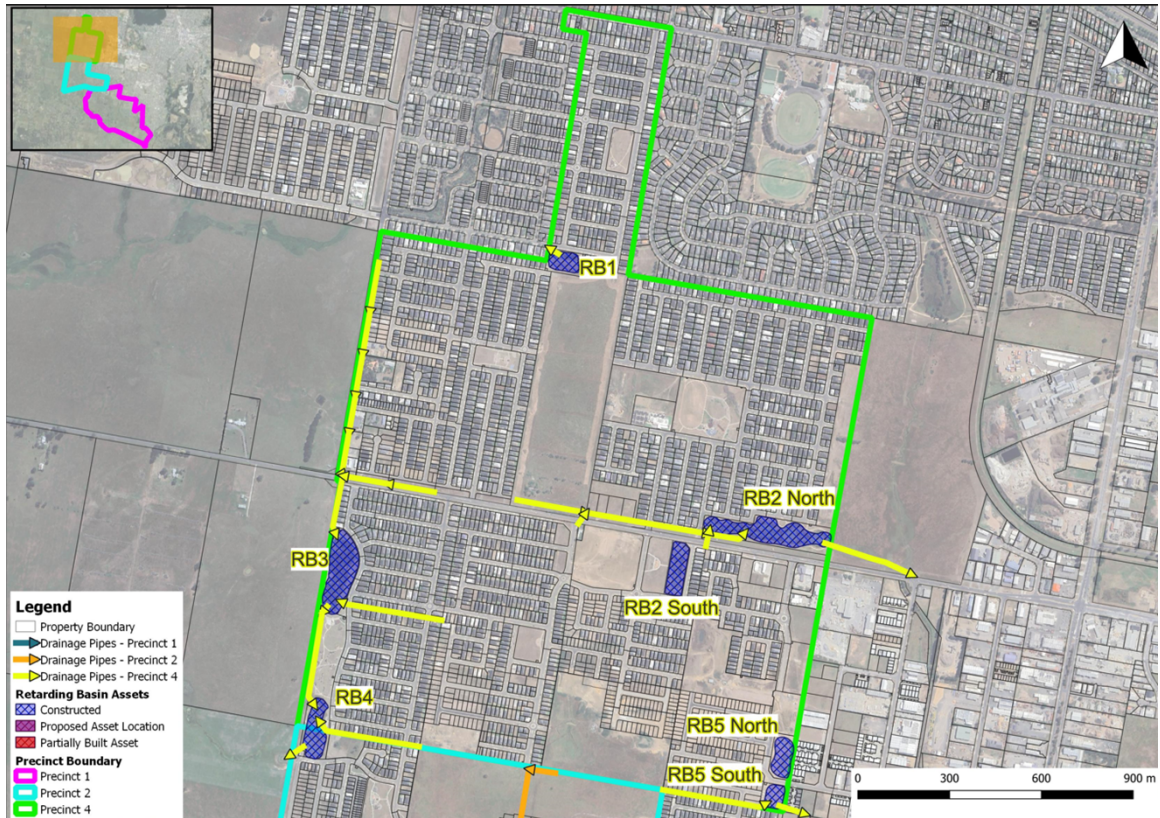 RB1
RB2 North
RB3
RB2 South
RB4
RB5 North
RB5 South
Legend
Property Boundary
Drainage Pipes - Precinct 1
Drainage Pipes - Precinct 2
Drainage Pipes - Precinct 4
Retarding Basin Assets
Constructed
Proposed Asset Location
Partially Built Asset
Precinct Boundary
Precinct 1
Precinct 2
Precinct 4
0 300 600 900 m